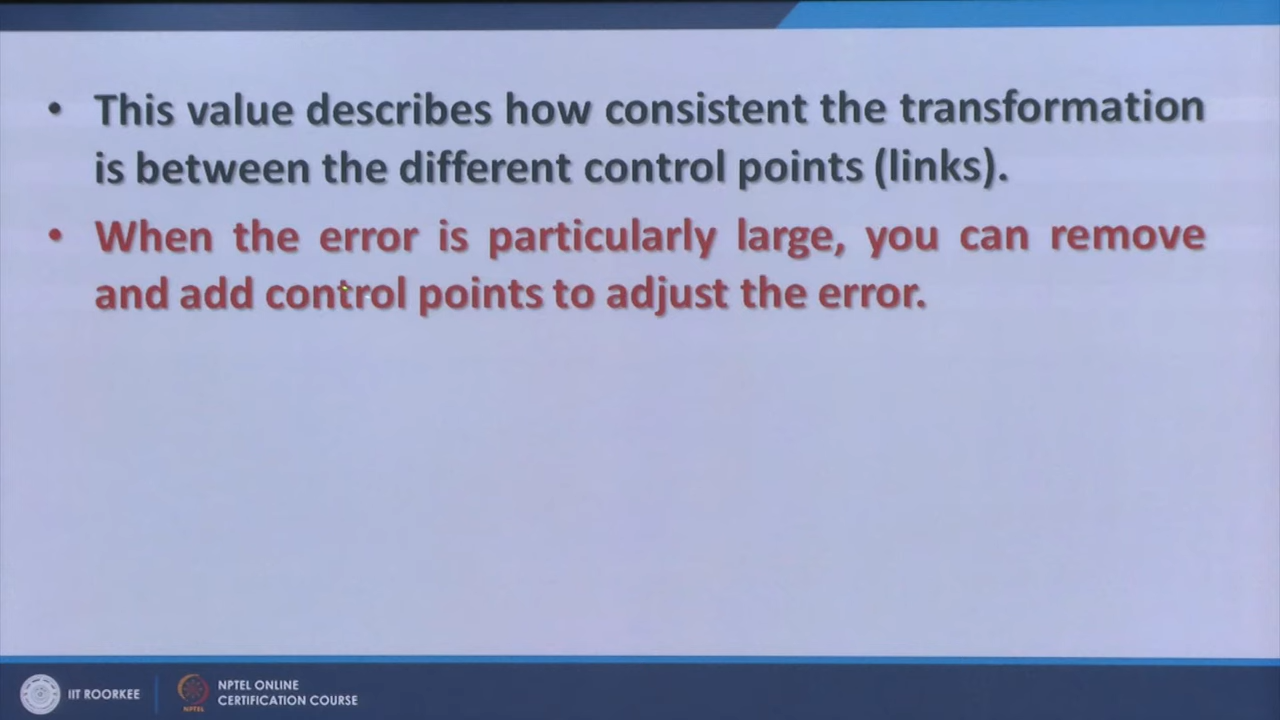 • This value describes how consistent the transformation
is between the different control points (links).
• When the error is particularly large, you can remove
and add control points to adjust the error.
IIT ROORKEE
NPTEL ONLINE
CERTIFICATION COURSE
NPTEL